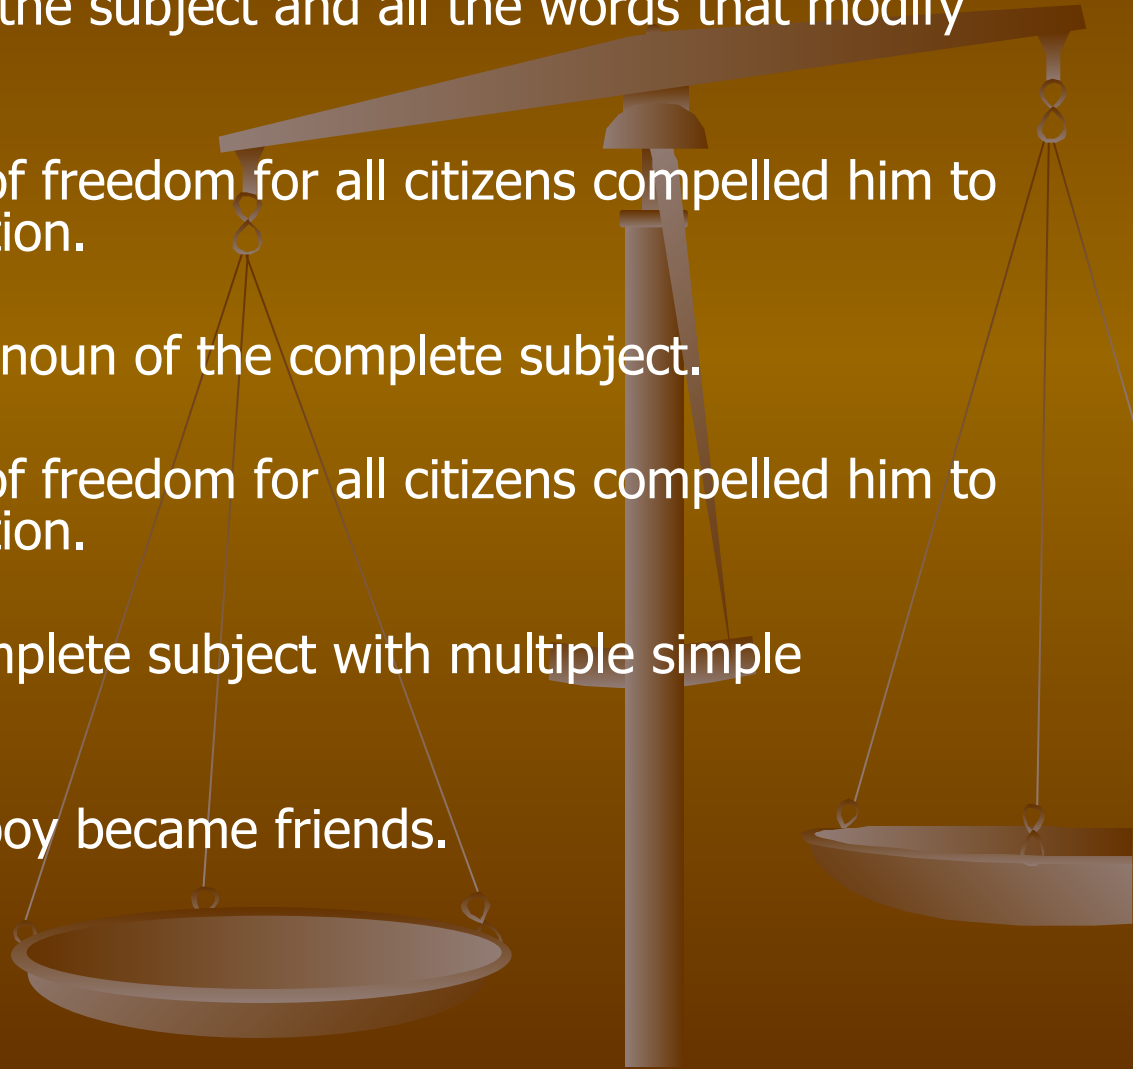 the subject and all the words that modify
of freedom for all citizens compelled him to
tion.
noun of the complete subject.
of freedom for all citizens compelled him to
tion.
mplete subject with multiple simple
boy became friends.